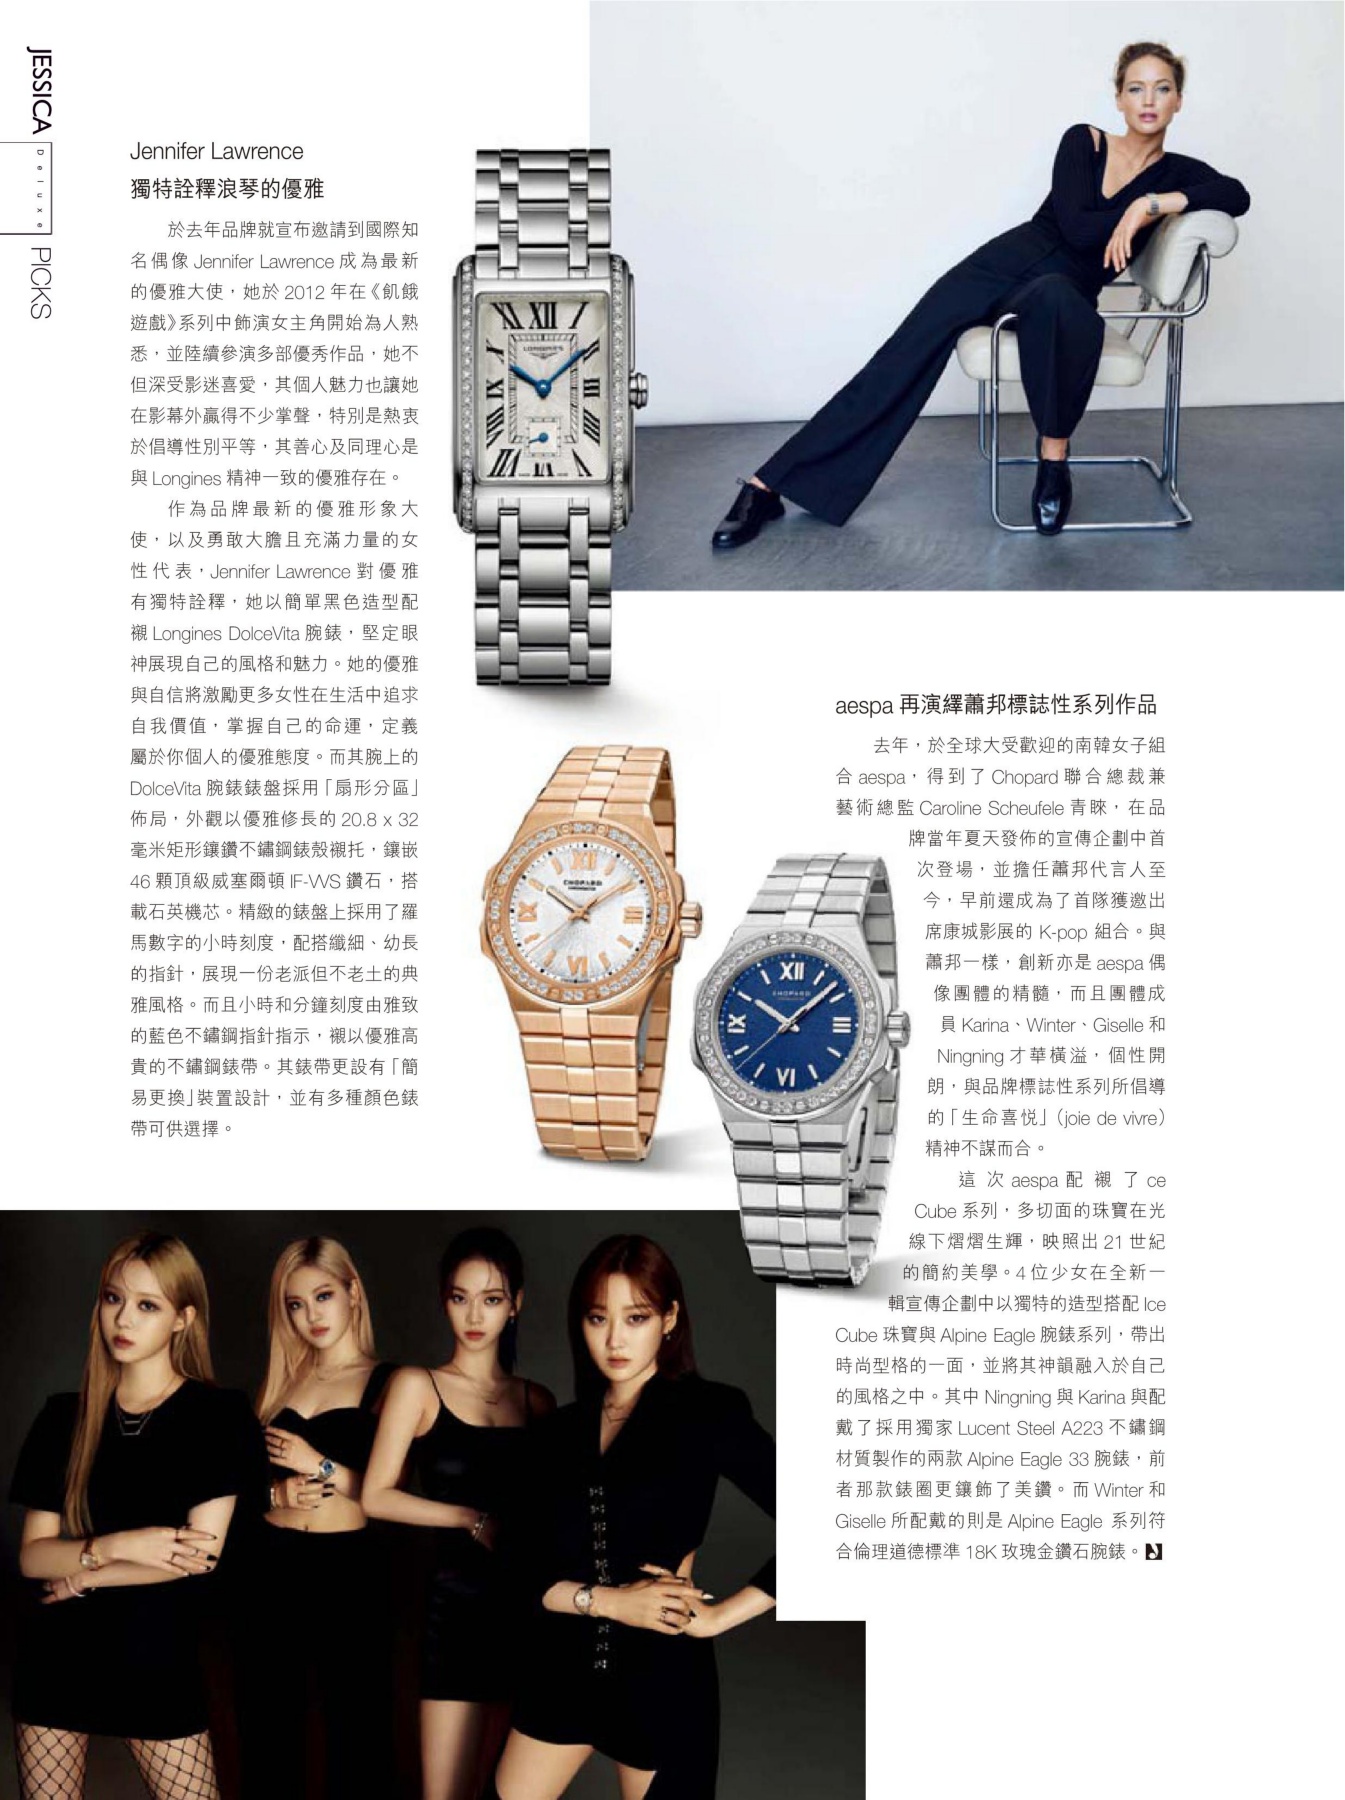 JESSICA
Deluxe
PICKS
Jennifer Lawrence
獨特詮釋浪琴的優雅
於去年品牌就宣布邀請到國際知
名偶像 Jennifer Lawrence 成為最新
的優雅大使，她於 2012 年在《飢餓
遊戲》系列中飾演女主角開始為人熟
悉，並陸續參演多部優秀作品，她不
但深受影迷喜愛，其個人魅力也讓她
在影幕外贏得不少掌聲，特別是熱衷
於倡導性別平等，其善心及同理心是
與 Longines 精神一致的優雅存在。
作為品牌最新的優雅形象大
使，以及勇敢大膽且充滿力量的女
性代表，Jennifer Lawrence 對優雅
有獨特詮釋，她以簡單黑色造型配
襯 Longines DolceVita 腕錶，堅定眼
神展現自己的風格和魅力。她的優雅
與自信將激勵更多女性在生活中追求
自我價值，掌握自己的命運，定義
屬於你個人的優雅態度。而其腕上的
DolceVita 腕錶錶盤採用「扇形分區」
佈局，外觀以優雅修長的 20.8 x 32
毫米矩形鑲鑽不鏽鋼錶殼襯托，鑲嵌
46 顆頂級威塞爾頓 IF-VVS 鑽石，搭
載石英機芯。精緻的錶盤上採用了羅
馬數字的小時刻度，配搭纖細、幼長
的指針，展現一份老派但不老土的典
雅風格。而且小時和分鐘刻度由雅致
的藍色不鏽鋼指針指示，襯以優雅高
貴的不鏽鋼錶帶。其錶帶更設有「簡
易更換」裝置設計，並有多種顏色錶
帶可供選擇。
LONGINES
CHOPARD
CHOPARD
aespa 再演繹蕭邦標誌性系列作品
去年，於全球大受歡迎的南韓女子組
合 aespa，得到了 Chopard 聯合總裁兼
藝術總監 Caroline Scheufele 青睞，在品
牌當年夏天發佈的宣傳企劃中首
次登場，並擔任蕭邦代言人至
今，早前還成為了首隊獲邀出
席康城影展的 K-pop 組合。與
蕭邦一樣，創新亦是 aespa 偶
像團體的精髓，而且團體成
員 Karina、Winter、Giselle 和
Ningning 才華橫溢，個性開
朗，與品牌標誌性系列所倡導
的「生命喜悅」（joie de vivre）
精神不謀而合。
這次 aespa 配襯了 ce
Cube 系列，多切面的珠寶在光
線下熠熠生輝，映照出 21 世紀
的簡約美學。4 位少女在全新一
輯宣傳企劃中以獨特的造型搭配 Ice
Cube 珠寶與 Alpine Eagle 腕錶系列，帶出
時尚型格的一面，並將其神韻融入於自己
的風格之中。其中 Ningning 與 Karina 與配
戴了採用獨家 Lucent Steel A223 不鏽鋼
材質製作的兩款 Alpine Eagle 33 腕錶，前
者那款錶圈更鑲飾了美鑽。而 Winter 和
Giselle 所配戴的則是 Alpine Eagle 系列符
合倫理道德標準 18K 玫瑰金鑽石腕錶。